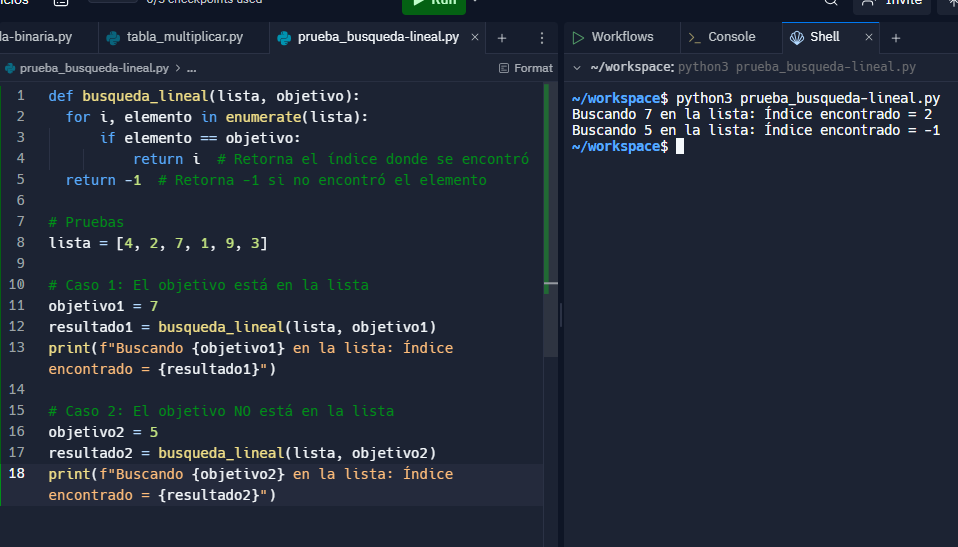 Run
Invite
da-binaria.py
tabla_multiplicar.py
prueba_busqueda-lineal.py
prueba_busqueda-lineal.py > ...
Format
1 def busqueda_lineal(lista, objetivo):
2 for i, elemento in enumerate(lista):
3 if elemento == objetivo:
4 return i # Retorna el índice donde se encontró
5 return -1 # Retorna -1 si no encontró el elemento
6
7 # Pruebas
8 lista = [4, 2, 7, 1, 9, 3]
9
10 # Caso 1: El objetivo está en la lista
11 objetivo1 = 7
12 resultado1 = busqueda_lineal(lista, objetivo1)
13 print(f"Buscando {objetivo1} en la lista: Índice
encontrado = {resultado1}")
14
15 # Caso 2: El objetivo NO está en la lista
16 objetivo2 = 5
17 resultado2 = busqueda_lineal(lista, objetivo2)
18 print(f"Buscando {objetivo2} en la lista: Índice
encontrado = {resultado2}")
Workflows
Console
Shell
~/workspace: python3 prueba_busqueda-lineal.py
~/workspace$ python3 prueba_busqueda-lineal.py
Buscando 7 en la lista: Índice encontrado = 2
Buscando 5 en la lista: Índice encontrado = -1
~/workspace$